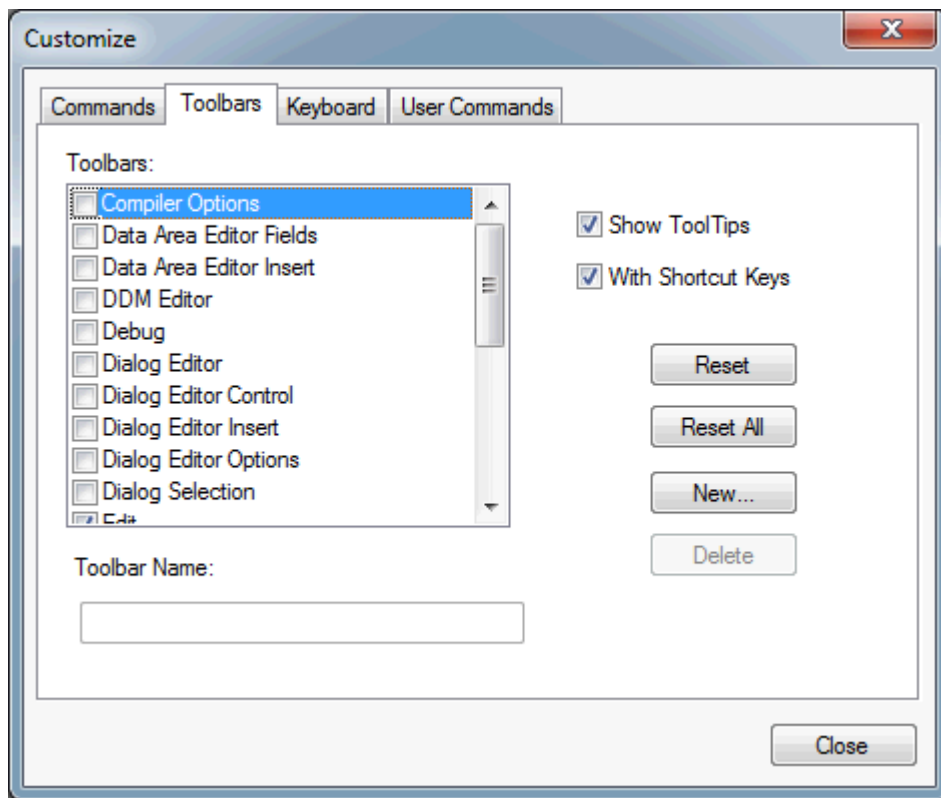 Customize
Commands Toolbars Keyboard User Commands
Toolbars:
Compiler Options
Data Area Editor Fields
Data Area Editor Insert
DDM Editor
Debug
Dialog Editor
Dialog Editor Control
Dialog Editor Insert
Dialog Editor Options
Dialog Selection
Edit
Show ToolTips
With Shortcut Keys
Reset
Reset All
New...
Delete
Toolbar Name:
Close